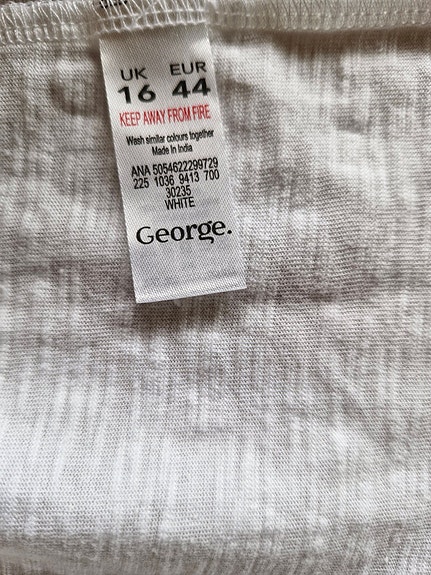 UK EUR
16 44
KEEP AWAY FROM FIRE
Wash similar colours together
Made In India
ANA 5054622299729
225 1036 9413 700
30235
WHITE
George.